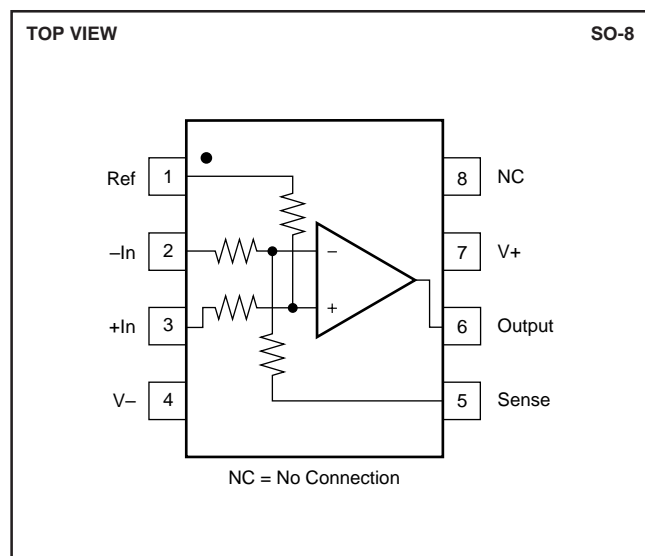 TOP VIEW SO-8
Ref 1 8 NC
–In 2 − 7 V+
+In 3 + 6 Output
V– 4 5 Sense
NC = No Connection